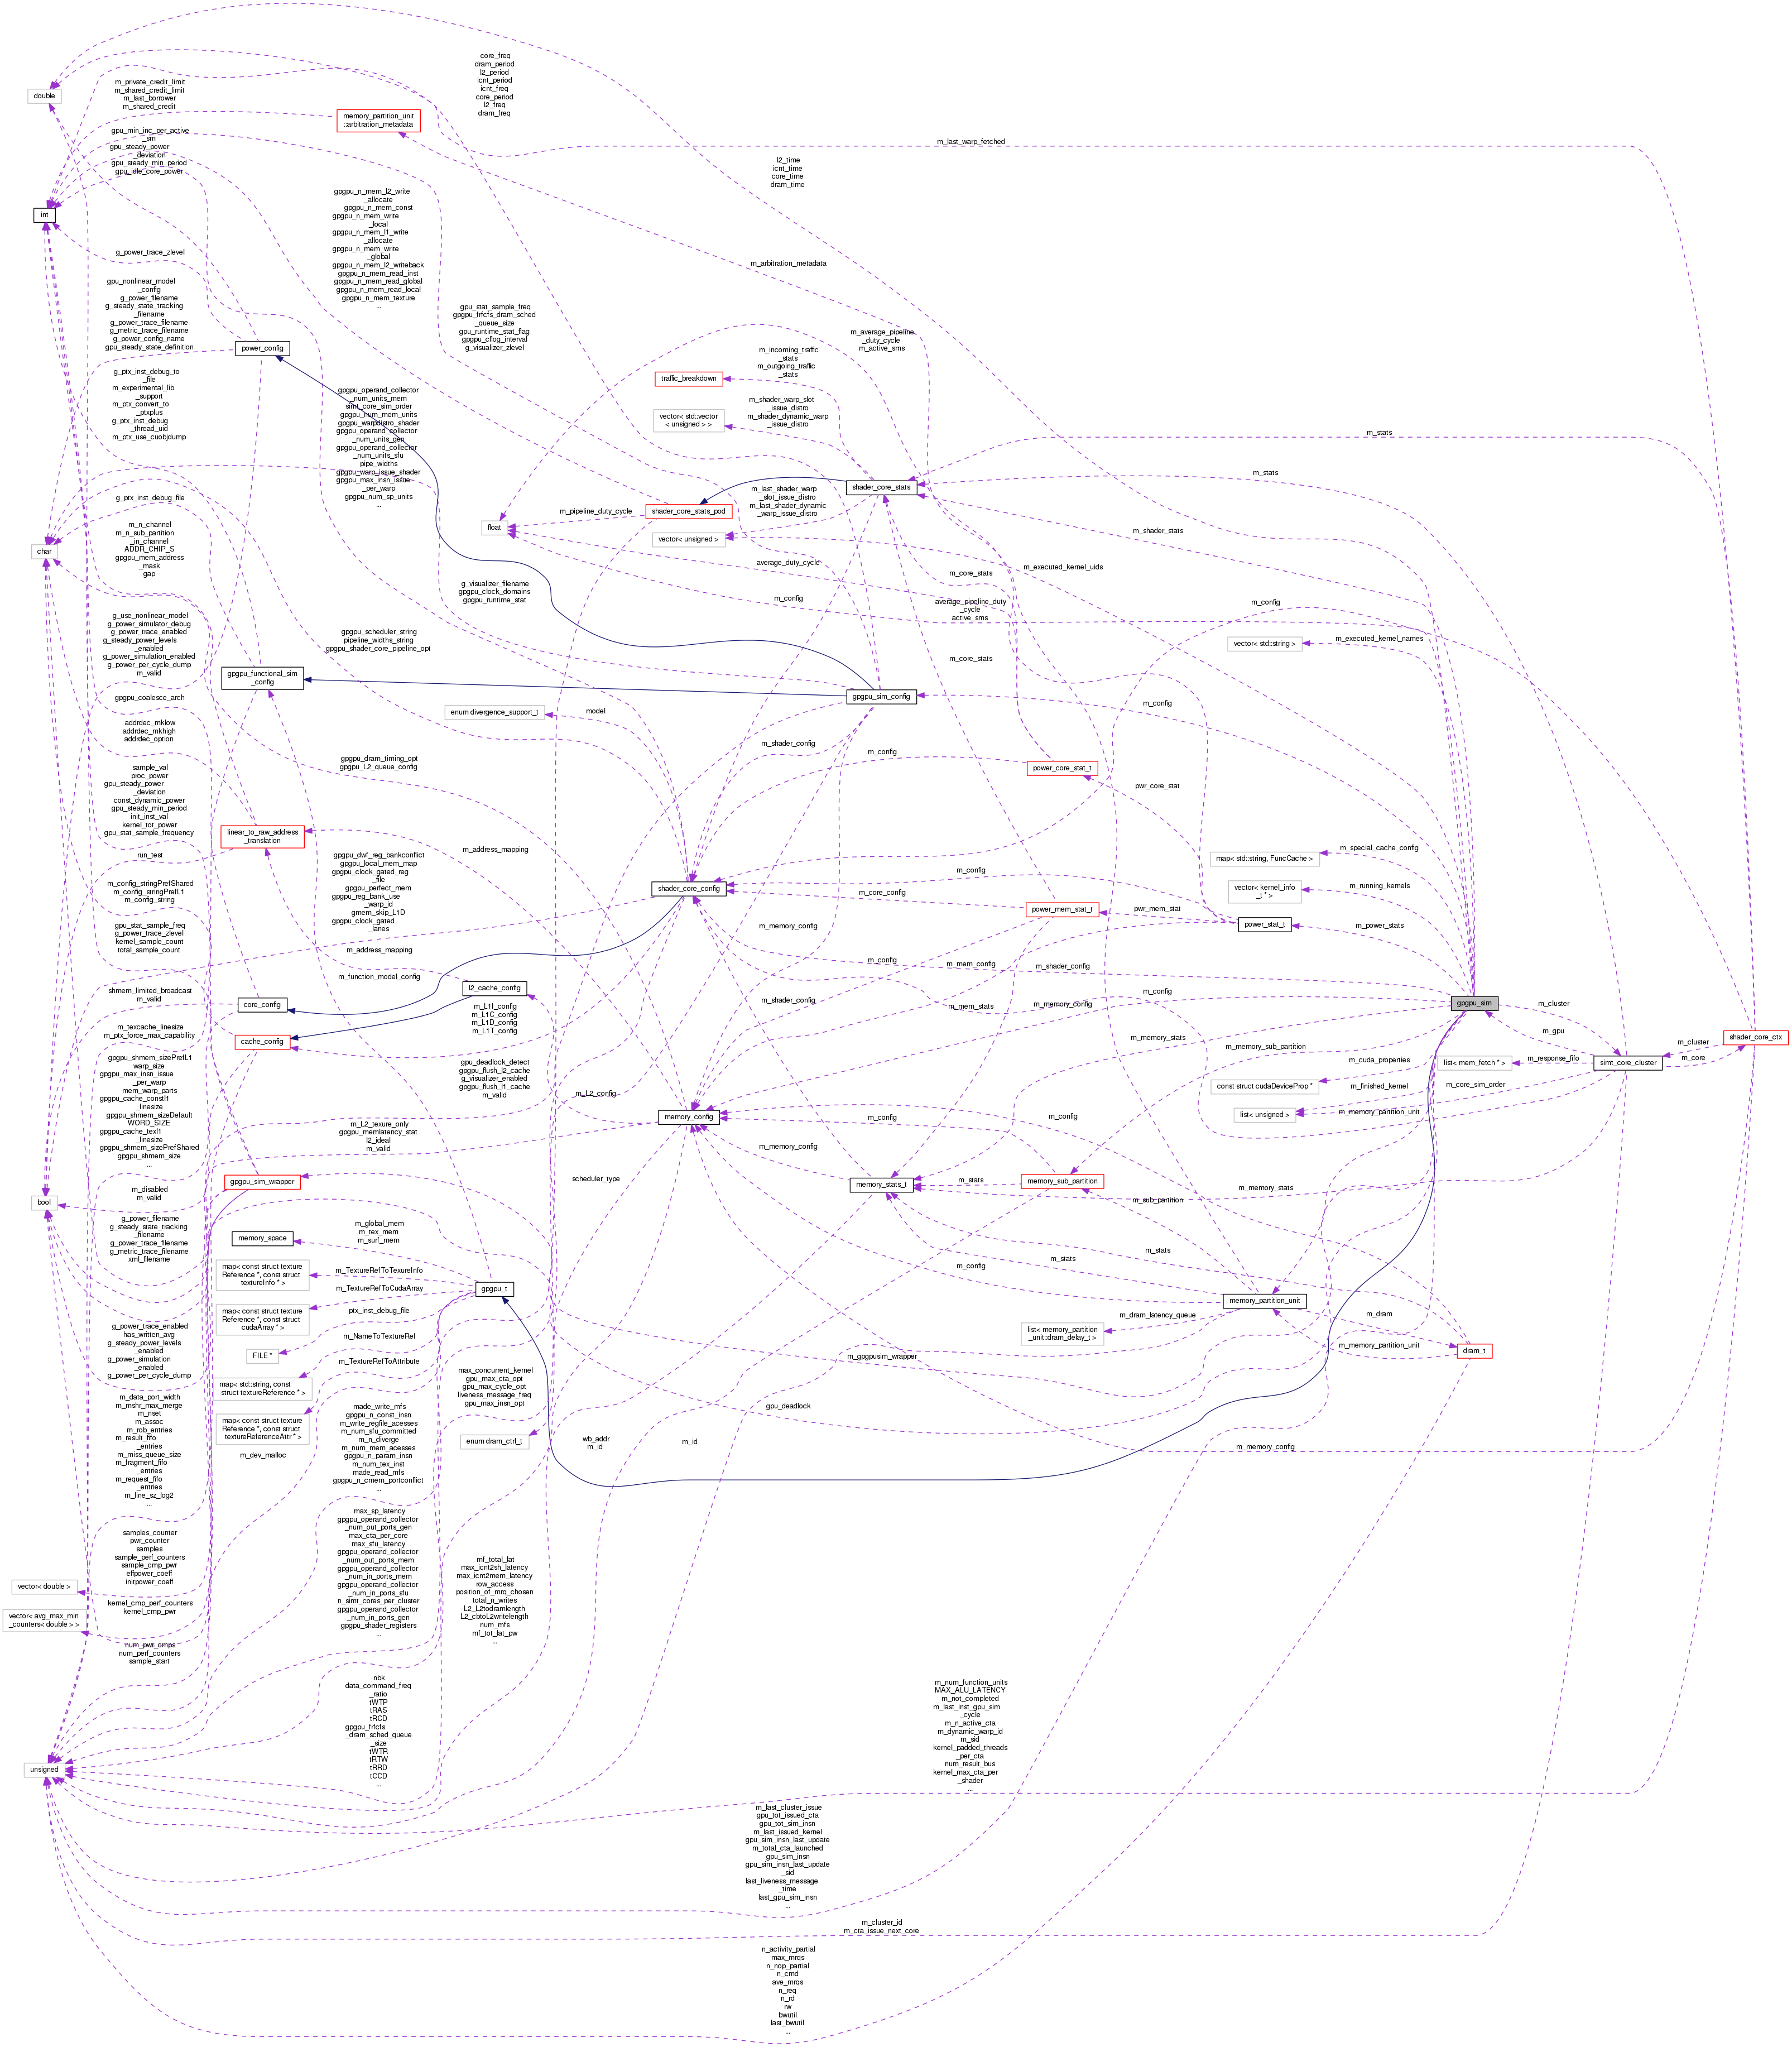 double
core_freq
dram_period
l2_period
icnt_period
icnt_freq
core_period
l2_freq
dram_freq
m_private_credit_limit
m_shared_credit_limit
m_last_borrower
m_shared_credit
memory_partition_unit
::arbitration_metadata
gpu_min_inc_per_active
_sm
gpu_steady_power
_deviation
gpu_steady_min_period
gpu_idle_core_power
m_last_warp_fetched
l2_time
icnt_time
core_time
dram_time
int
gpgpu_n_mem_l2_write
_allocate
gpgpu_n_mem_const
gpgpu_n_mem_write
_local
gpgpu_n_mem_l1_write
_allocate
gpgpu_n_mem_write
_global
gpgpu_n_mem_l2_writeback
gpgpu_n_mem_read_inst
gpgpu_n_mem_read_global
gpgpu_n_mem_read_local
gpgpu_n_mem_texture
...
g_power_trace_zlevel
m_arbitration_metadata
gpu_nonlinear_model
_config
g_power_filename
g_steady_state_tracking
_filename
g_power_trace_filename
g_metric_trace_filename
g_power_config_name
gpu_steady_state_definition
power_config
gpu_stat_sample_freq
gpgpu_frfcfs_dram_sched
_queue_size
gpu_runtime_stat_flag
gpgpu_cflog_interval
g_visualizer_zlevel
m_average_pipeline
_duty_cycle
m_active_sms
m_incoming_traffic
_stats
m_outgoing_traffic
_stats
traffic_breakdown
g_ptx_inst_debug_to
_file
m_experimental_lib
_support
m_ptx_convert_to
_ptxplus
g_ptx_inst_debug
_thread_uid
m_ptx_use_cuobjdump
gpgpu_operand_collector
_num_units_mem
simt_core_sim_order
gpgpu_num_mem_units
gpgpu_warpdistro_shader
gpgpu_operand_collector
_num_units_gen
gpgpu_operand_collector
_num_units_sfu
pipe_widths
gpgpu_warp_issue_shader
gpgpu_max_insn_issue
_per_warp
gpgpu_num_sp_units
...
vector< std::vector
< unsigned > >
m_shader_warp_slot
_issue_distro
m_shader_dynamic_warp
_issue_distro
m_stats
m_stats
g_ptx_inst_debug_file
shader_core_stats
shader_core_stats_pod
m_pipeline_duty_cycle
float
m_last_shader_warp
_slot_issue_distro
m_last_shader_dynamic
_warp_issue_distro
vector< unsigned >
m_shader_stats
char
m_n_channel
m_n_sub_partition
_in_channel
ADDR_CHIP_S
gpgpu_mem_address
_mask
gap
average_duty_cycle
m_core_stats
m_executed_kernel_uids
g_visualizer_filename
gpgpu_clock_domains
gpgpu_runtime_stat
m_config
average_pipeline_duty
_cycle
active_sms
m_config
g_use_nonlinear_model
g_power_simulator_debug
g_power_trace_enabled
g_steady_power_levels
_enabled
g_power_simulation_enabled
g_power_per_cycle_dump
m_valid
gpgpu_scheduler_string
pipeline_widths_string
gpgpu_shader_core_pipeline_opt
vector< std::string >
m_executed_kernel_names
m_core_stats
gpgpu_functional_sim
_config
gpgpu_sim_config
gpgpu_coalesce_arch
enum divergence_support_t
model
m_config
addrdec_mklow
addrdec_mkhigh
addrdec_option
gpgpu_dram_timing_opt
gpgpu_L2_queue_config
m_shader_config
m_config
power_core_stat_t
pwr_core_stat
sample_val
proc_power
gpu_steady_power
_deviation
const_dynamic_power
gpu_steady_min_period
init_inst_val
kernel_tot_power
gpu_stat_sample_frequency
linear_to_raw_address
_translation
m_address_mapping
run_test
gpgpu_dwf_reg_bankconflict
gpgpu_local_mem_map
gpgpu_clock_gated_reg
_file
gpgpu_perfect_mem
gpgpu_reg_bank_use
_warp_id
gmem_skip_L1D
gpgpu_clock_gated
_lanes
map< std::string, FuncCache >
m_special_cache_config
m_config
m_core_config
shader_core_config
m_config_stringPrefShared
m_config_stringPrefL1
m_config_string
vector< kernel_info
_t * >
m_running_kernels
power_mem_stat_t
pwr_mem_stat
power_stat_t
m_power_stats
gpu_stat_sample_freq
g_power_trace_zlevel
kernel_sample_count
total_sample_count
m_address_mapping
m_memory_config
m_config
m_mem_config
m_shader_config
m_function_model_config
m_shader_config
m_mem_stats
m_memory_config
m_config
shmem_limited_broadcast
m_valid
core_config
l2_cache_config
gpgpu_sim
m_cluster
m_L1I_config
m_L1C_config
m_L1D_config
m_L1T_config
m_texcache_linesize
m_ptx_force_max_capability
cache_config
m_memory_stats
m_memory_sub_partition
m_gpu
shader_core_ctx
m_cluster
m_core
simt_core_cluster
m_response_fifo
list< mem_fetch * >
m_cuda_properties
const struct cudaDeviceProp *
m_finished_kernel
m_core_sim_order
list< unsigned >
m_memory_partition_unit
gpgpu_shmem_sizePrefL1
warp_size
gpgpu_max_insn_issue
_per_warp
mem_warp_parts
gpgpu_cache_constl1
_linesize
gpgpu_shmem_sizeDefault
WORD_SIZE
gpgpu_cache_texl1
_linesize
gpgpu_shmem_sizePrefShared
gpgpu_shmem_size
...
gpu_deadlock_detect
gpgpu_flush_l2_cache
g_visualizer_enabled
gpgpu_flush_l1_cache
m_valid
m_L2_config
memory_config
m_config
m_config
m_L2_texure_only
gpgpu_memlatency_stat
l2_ideal
m_valid
m_memory_config
scheduler_type
gpgpu_sim_wrapper
memory_stats_t
m_stats
memory_sub_partition
m_sub_partition
m_memory_stats
bool
m_disabled
m_valid
g_power_filename
g_steady_state_tracking
_filename
g_power_trace_filename
g_metric_trace_filename
xml_filename
memory_space
m_global_mem
m_tex_mem
m_surf_mem
m_stats
m_stats
m_config
map< const struct texture
Reference *, const struct
textureInfo * >
m_TextureRefToTexureInfo
gpgpu_t
m_TextureRefToCudaArray
map< const struct texture
Reference *, const struct
cudaArray * >
ptx_inst_debug_file
FILE *
m_NameToTextureRef
memory_partition_unit
m_dram_latency_queue
list< memory_partition
_unit::dram_delay_t >
m_dram
dram_t
m_memory_partition_unit
m_gpgpusim_wrapper
g_power_trace_enabled
has_written_avg
g_steady_power_levels
_enabled
g_power_simulation
_enabled
g_power_per_cycle_dump
map< std::string, const
struct textureReference * >
m_TextureRefToAttribute
map< const struct texture
Reference *, const struct
textureReferenceAttr * >
m_dev_malloc
max_concurrent_kernel
gpu_max_cta_opt
gpu_max_cycle_opt
liveness_message_freq
gpu_max_insn_opt
gpu_deadlock
enum dram_ctrl_t
wb_addr
m_id
m_id
m_memory_config
m_data_port_width
m_mshr_max_merge
m_nset
m_assoc
m_rob_entries
m_result_fifo
_entries
m_miss_queue_size
m_fragment_fifo
_entries
m_request_fifo
_entries
m_line_sz_log2
...
made_write_mfs
gpgpu_n_const_insn
m_write_regfile_acesses
m_num_sfu_committed
m_n_diverge
m_num_mem_acesses
gpgpu_n_param_insn
m_num_tex_inst
made_read_mfs
gpgpu_n_cmem_portconflict
...
samples_counter
pwr_counter
samples
sample_perf_counters
sample_cmp_pwr
effpower_coeff
initpower_coeff
vector< double >
max_sp_latency
gpgpu_operand_collector
_num_out_ports_gen
max_cta_per_core
max_sfu_latency
gpgpu_operand_collector
_num_out_ports_mem
gpgpu_operand_collector
_num_in_ports_mem
gpgpu_operand_collector
_num_in_ports_sfu
n_simt_cores_per_cluster
gpgpu_operand_collector
_num_in_ports_gen
gpgpu_shader_registers
...
mf_total_lat
max_icnt2sh_latency
max_icnt2mem_latency
row_access
position_of_mrq_chosen
total_n_writes
L2_L2todramlength
L2_cbtoL2writelength
num_mfs
mf_tot_lat_pw
...
vector< avg_max_min
_counters< double > >
kernel_cmp_perf_counters
kernel_cmp_pwr
num_pwr_cmps
num_perf_counters
sample_start
nbk
data_command_freq
_ratio
tWTP
tRAS
tRCD
gpgpu_frfcfs
_dram_sched_queue
_size
tWTR
tRTW
tRRD
tCCD
...
unsigned
m_num_function_units
MAX_ALU_LATENCY
m_not_completed
m_last_inst_gpu_sim
_cycle
m_n_active_cta
m_dynamic_warp_id
m_sid
kernel_padded_threads
_per_cta
num_result_bus
kernel_max_cta_per
_shader
...
m_last_cluster_issue
gpu_tot_issued_cta
gpu_tot_sim_insn
m_last_issued_kernel
gpu_sim_insn_last_update
m_total_cta_launched
gpu_sim_insn
gpu_sim_insn_last_update
_sid
last_liveness_message
_time
last_gpu_sim_insn
...
m_cluster_id
m_cta_issue_next_core
n_activity_partial
max_mrqs
n_nop_partial
n_cmd
ave_mrqs
n_req
n_rd
rw
bwutil
last_bwutil
...